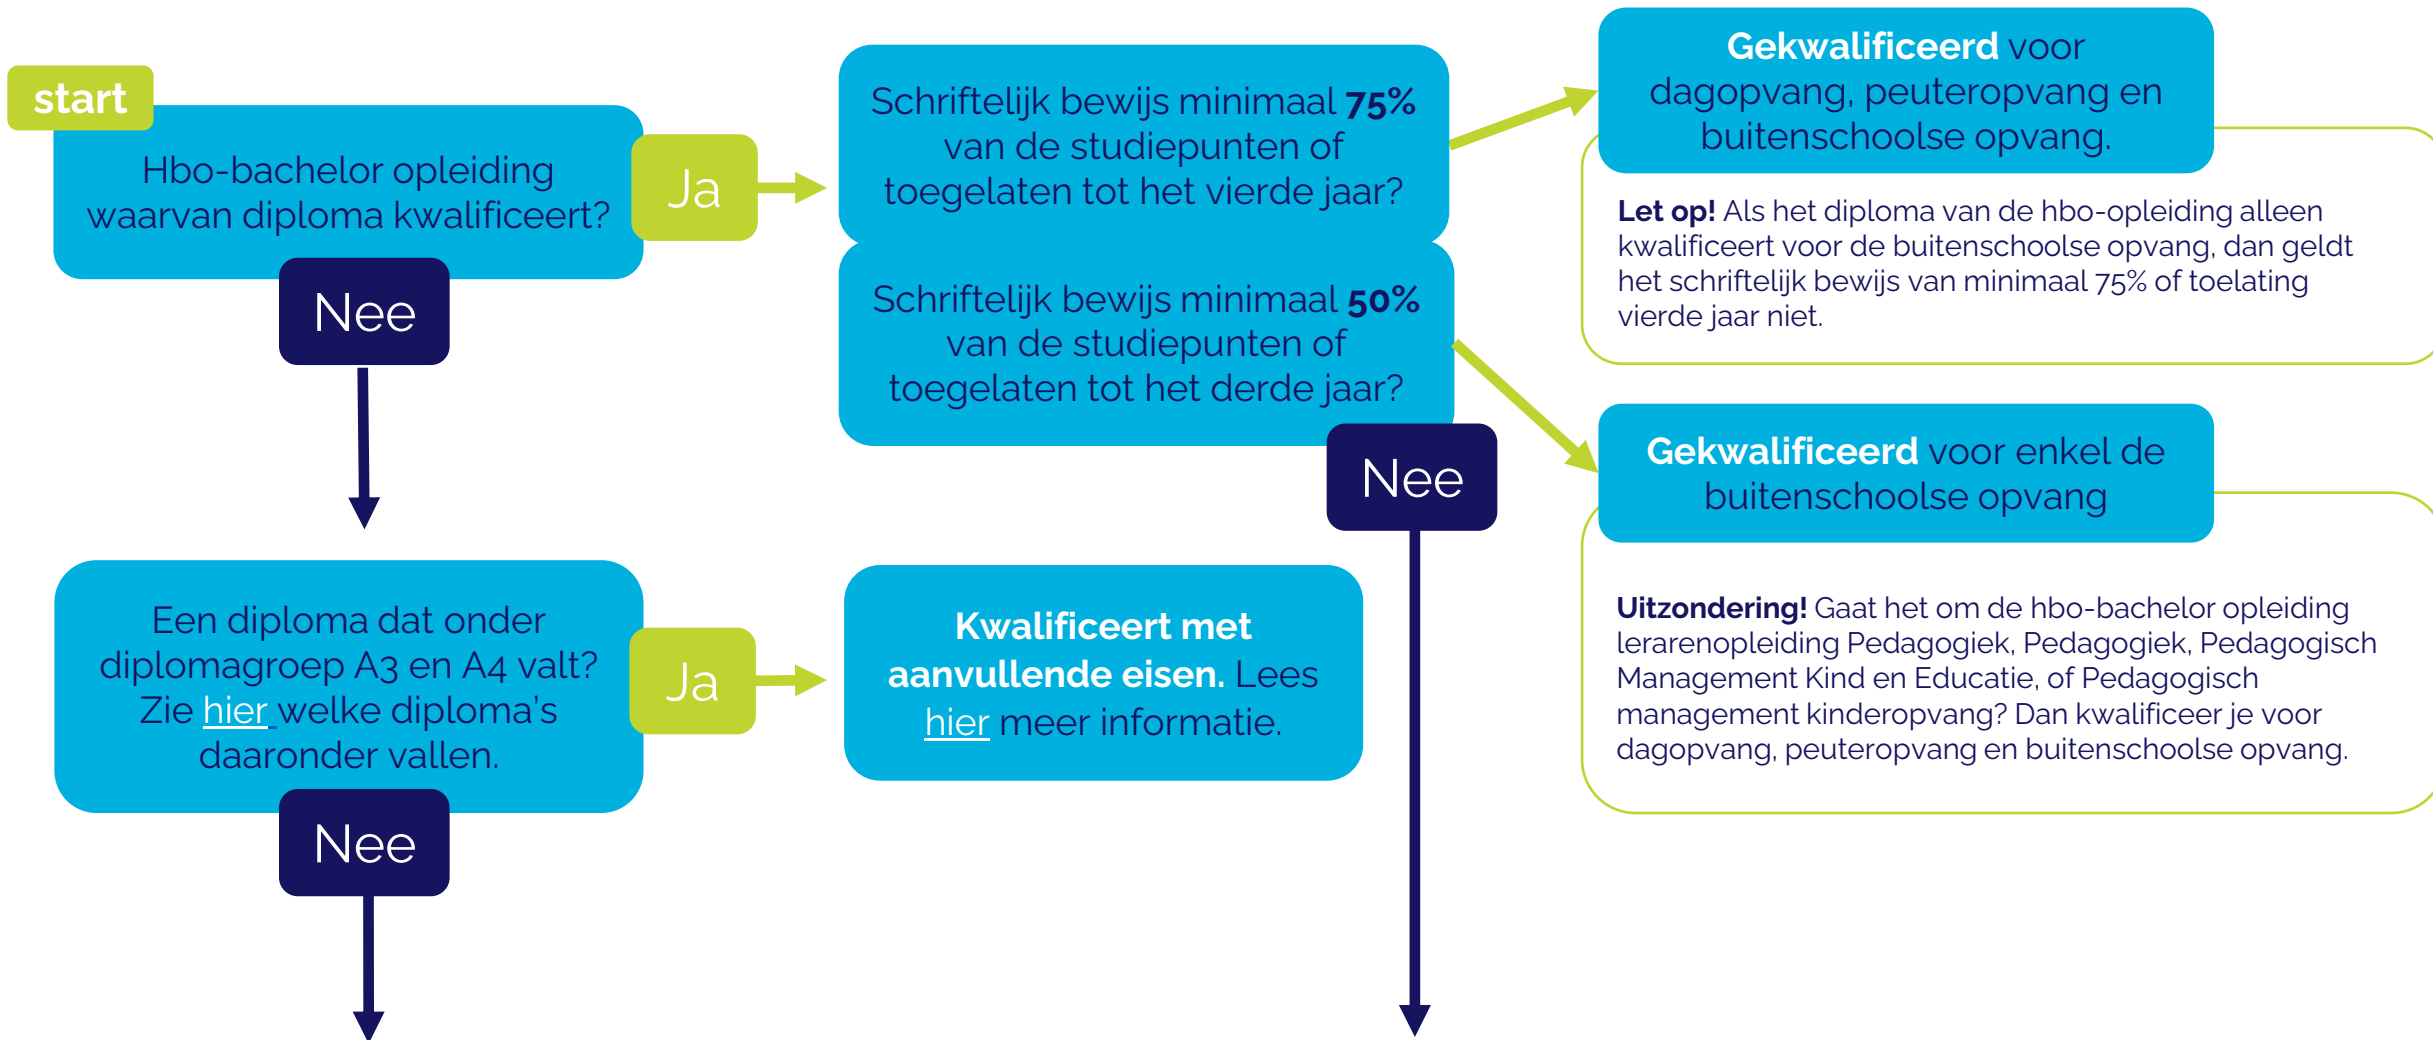 start
Hbo-bachelor opleiding
waarvan diploma kwalificeert?
Ja
Nee
Schriftelijk bewijs minimaal 75%
van de studiepunten of
toegelaten tot het vierde jaar?
Schriftelijk bewijs minimaal 50%
van de studiepunten of
toegelaten tot het derde jaar?
Nee
Gekwalificeerd voor
dagopvang, peuteropvang en
buitenschoolse opvang.
Let op! Als het diploma van de hbo-opleiding alleen
kwalificeert voor de buitenschoolse opvang, dan geldt
het schriftelijk bewijs van minimaal 75% of toelating
vierde jaar niet.
Gekwalificeerd voor enkel de
buitenschoolse opvang
Uitzondering! Gaat het om de hbo-bachelor opleiding
lerarenopleiding Pedagogiek, Pedagogiek, Pedagogisch
Management Kind en Educatie, of Pedagogisch
management kinderopvang? Dan kwalificeer je voor
dagopvang, peuteropvang en buitenschoolse opvang.
Een diploma dat onder
diplomagroep A3 en A4 valt?
Zie hier welke diploma's
daaronder vallen.
Ja
Nee
Kwalificeert met
aanvullende eisen. Lees
hier meer informatie.